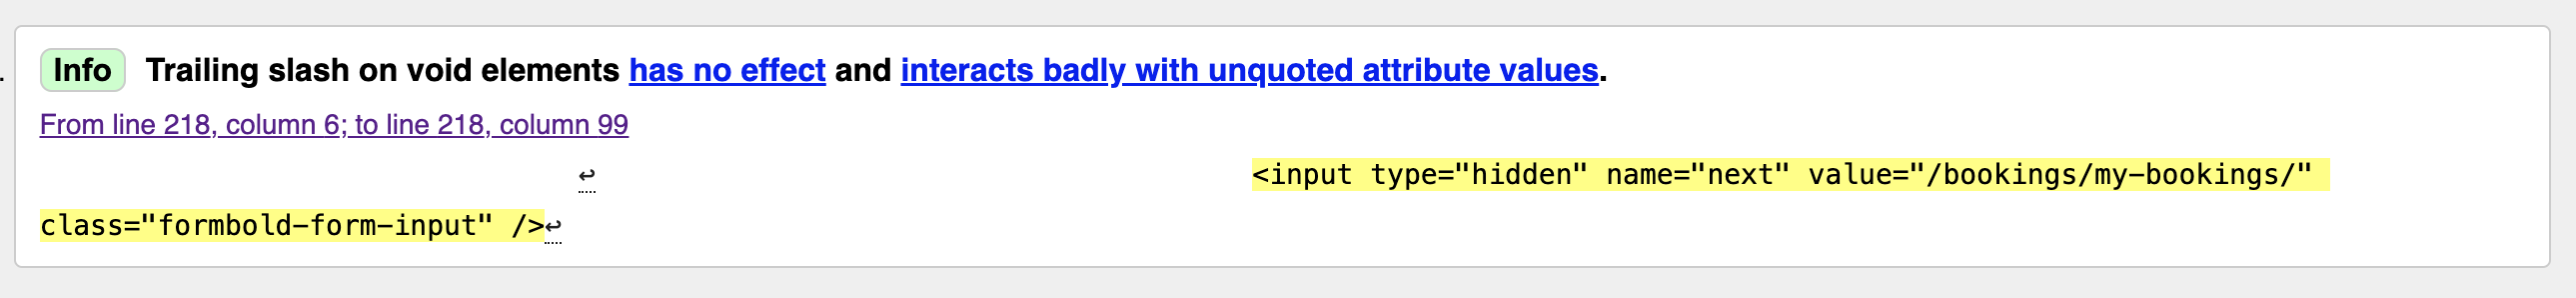 Info Trailing slash on void elements has no effect and interacts badly with unquoted attribute values.
From line 218, column 6; to line 218, column 99
↩ <input type="hidden" name="next" value="/bookings/my-bookings/"
class="formbold-form-input" />↩